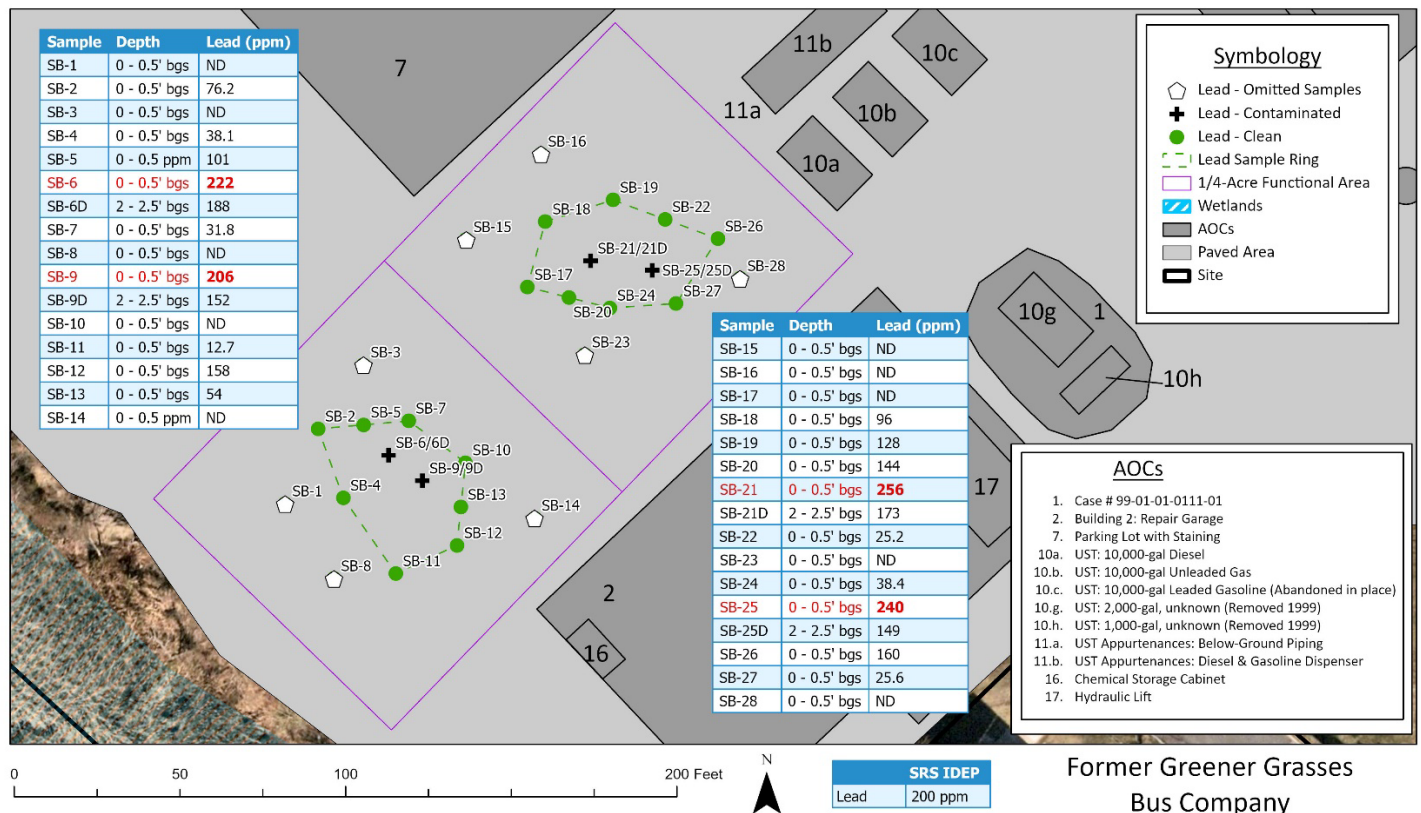 Sample Depth Lead (ppm)
SB-1 0 - 0.5' bgs ND
SB-2 0 - 0.5' bgs 76.2
SB-3 0 - 0.5' bgs ND
SB-4 0 - 0.5' bgs 38.1
SB-5 0 - 0.5 ppm 101
SB-6 0 - 0.5' bgs 222
SB-6D 2 - 2.5' bgs 188
SB-7 0 - 0.5' bgs 31.8
SB-8 0 - 0.5' bgs ND
SB-9 0 - 0.5' bgs 206
SB-9D 2 - 2.5' bgs 152
SB-10 0 - 0.5' bgs ND
SB-11 0 - 0.5' bgs 12.7
SB-12 0 - 0.5' bgs 158
SB-13 0 - 0.5' bgs 54
SB-14 0 - 0.5 ppm ND
7
11b
10c
11a
10b
10a
SB-16
SB-19
SB-18
SB-22
SB-15
SB-26
SB-21/21D
SB-25/25D
SB-28
SB-17
SB-24
SB-27
SB-20
SB-23
SB-3
SB-2
SB-5
SB-7
SB-6/6D
SB-10
SB-9/9D
SB-1
SB-4
SB-13
SB-14
SB-12
SB-8
SB-11
2
16
10g
1
10h
17
Symbology
Lead - Omitted Samples
Lead - Contaminated
Lead - Clean
Lead Sample Ring
1/4-Acre Functional Area
Wetlands
AOCs
Paved Area
Site
Sample Depth Lead (ppm)
SB-15 0 - 0.5' bgs ND
SB-16 0 - 0.5' bgs ND
SB-17 0 - 0.5' bgs ND
SB-18 0 - 0.5' bgs 96
SB-19 0 - 0.5' bgs 128
SB-20 0 - 0.5' bgs 144
SB-21 0 - 0.5' bgs 256
SB-21D 2 - 2.5' bgs 173
SB-22 0 - 0.5' bgs 25.2
SB-23 0 - 0.5' bgs ND
SB-24 0 - 0.5' bgs 38.4
SB-25 0 - 0.5' bgs 240
SB-25D 2 - 2.5' bgs 149
SB-26 0 - 0.5' bgs 160
SB-27 0 - 0.5' bgs 25.6
SB-28 0 - 0.5' bgs ND
AOCs
1. Case # 99-01-01-0111-01
2. Building 2: Repair Garage
7. Parking Lot with Staining
10a. UST: 10,000-gal Diesel
10.b. UST: 10,000-gal Unleaded Gas
10.c. UST: 10,000-gal Leaded Gasoline (Abandoned in place)
10.g. UST: 2,000-gal, unknown (Removed 1999)
10.h. UST: 1,000-gal, unknown (Removed 1999)
11.a. UST Appurtenances: Below-Ground Piping
11.b. UST Appurtenances: Diesel & Gasoline Dispenser
16. Chemical Storage Cabinet
17. Hydraulic Lift
0 50 100 200 Feet
N
SRS IDEP
Lead 200 ppm
Former Greener Grasses
Bus Company